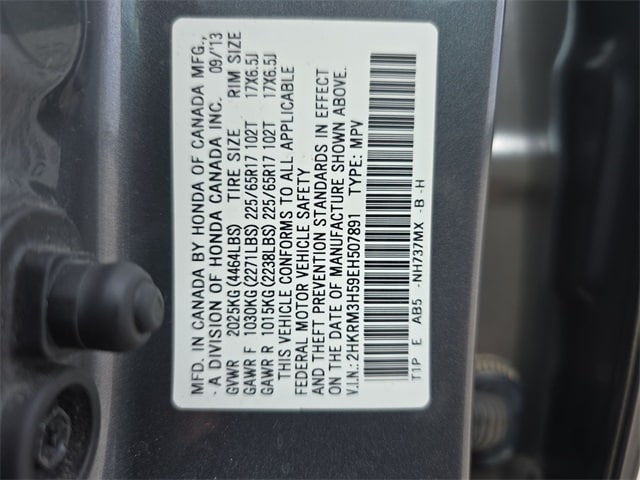 MFD. IN CANADA BY HONDA OF CANADA MFG.,
- A DIVISION OF HONDA CANADA INC. 09/'13
GVWR 2025KG(4464LBS) TIRE SIZE RIM SIZE
GAWR F 1030KG(2271LBS) 225/65R17 102T 17X6.5J
GAWR R 1015KG(2238LBS) 225/65R17 102T 17X6.5J
THIS VEHICLE CONFORMS TO ALL APPLICABLE
FEDERAL MOTOR VEHICLE SAFETY
AND THEFT PREVENTION STANDARDS IN EFFECT
ON THE DATE OF MANUFACTURE SHOWN ABOVE.
V.I.N.:2HKRM3H59EH507891 TYPE: MPV
T1P E AB5 -NH737MX -B -H